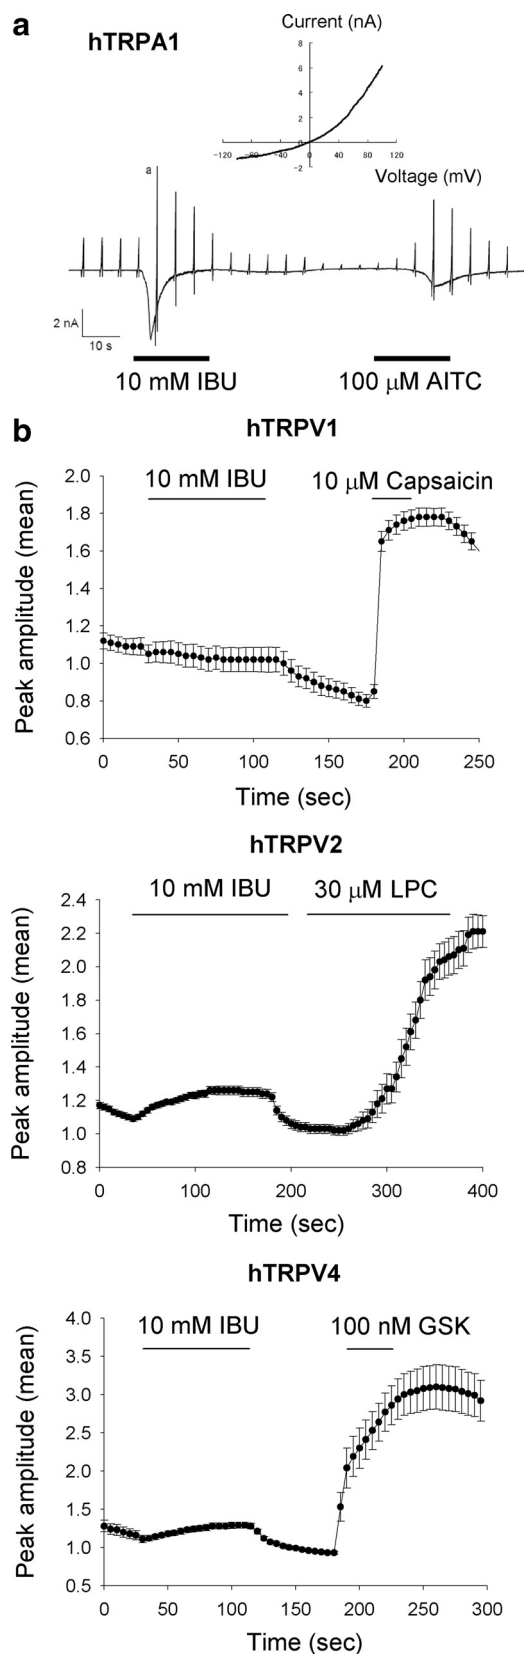 a
hTRPA1
Current (nA)
8
6
4
2
0
−2
−120 −80 −40 0 40 80 120
Voltage (mV)
a
2 nA
10 s
10 mM IBU
100 μM AITC
b
hTRPV1
10 mM IBU
10 μM Capsaicin
Peak amplitude (mean)
2.0
1.8
1.6
1.4
1.2
1.0
0.8
0.6
0 50 100 150 200 250
Time (sec)
hTRPV2
10 mM IBU
30 μM LPC
Peak amplitude (mean)
2.4
2.2
2.0
1.8
1.6
1.4
1.2
1.0
0.8
0 100 200 300 400
Time (sec)
hTRPV4
10 mM IBU
100 nM GSK
Peak amplitude (mean)
4.0
3.5
3.0
2.5
2.0
1.5
1.0
0.5
0 50 100 150 200 250 300
Time (sec)